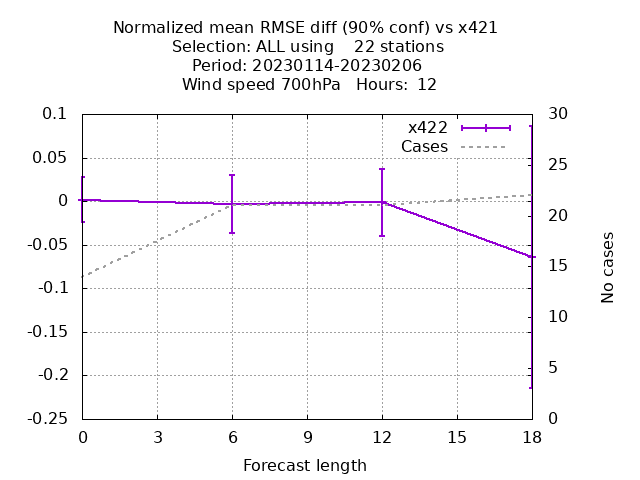 Normalized mean RMSE diff (90% conf) vs x421
Selection: ALL using    22 stations
Period: 20230114-20230206
Wind speed 700hPa   Hours:  12
x422
Cases
0.1
0.05
0
-0.05
-0.1
-0.15
-0.2
-0.25
30
25
20
15
10
5
0
No cases
0 3 6 9 12 15 18
Forecast length